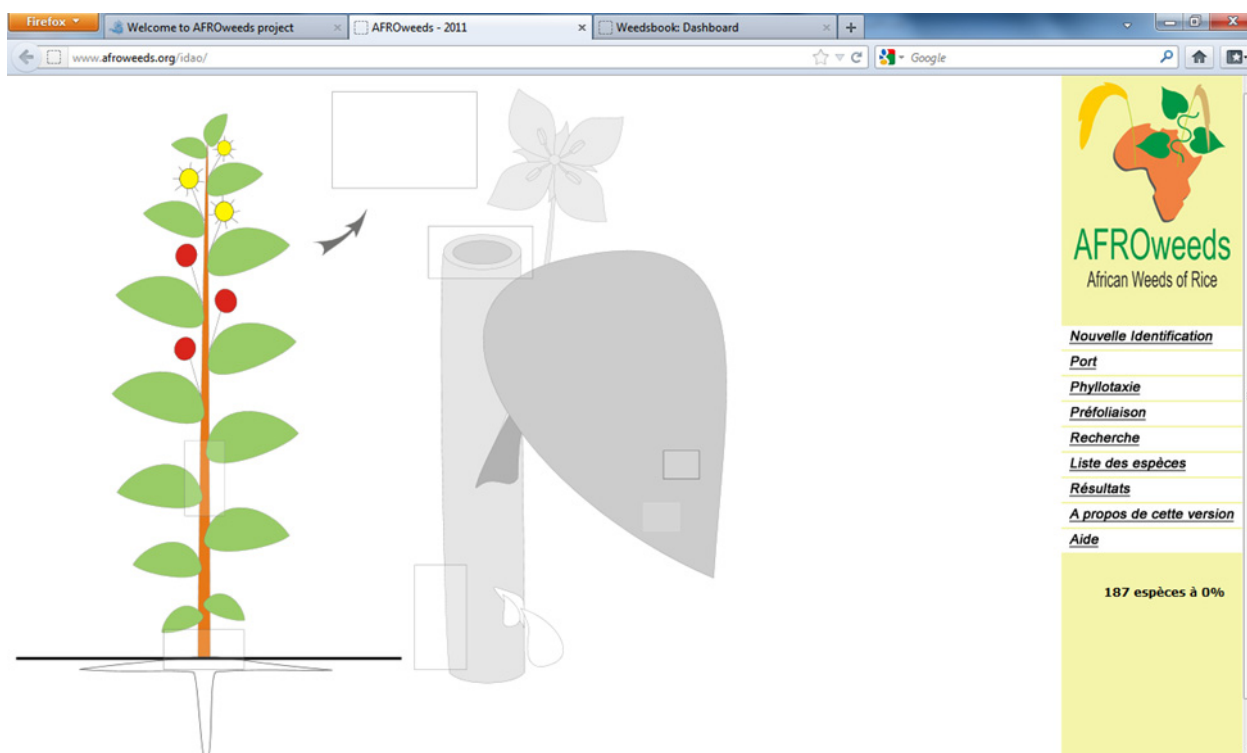 Firefox
Welcome to AFROweeds project
AFROweeds - 2011
Weedsbook: Dashboard
www.afroweeds.org/idao/
Google
AFROweeds
African Weeds of Rice
Nouvelle Identification
Port
Phyllotaxie
Préfoliaison
Recherche
Liste des espèces
Résultats
A propos de cette version
Aide
187 espèces à 0%